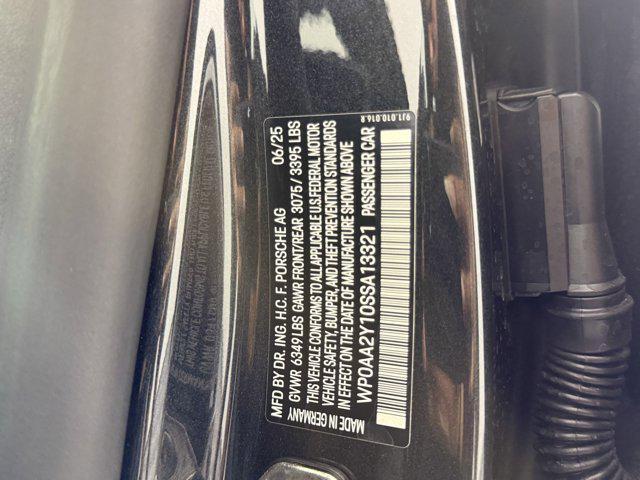 9J1.010.016.R
MFD BY DR. ING. H.C. F. PORSCHE AG 06/25
GVWR 6349 LBS GAWR FRONT/REAR 3075 / 3395 LBS
THIS VEHICLE CONFORMS TO ALL APPLICABLE U.S.FEDERAL MOTOR
VEHICLE SAFETY, BUMPER, AND THEFT PREVENTION STANDARDS
IN EFFECT ON THE DATE OF MANUFACTURE SHOWN ABOVE
WP0AA2Y10SSA13321 PASSENGER CAR
MADE IN GERMANY